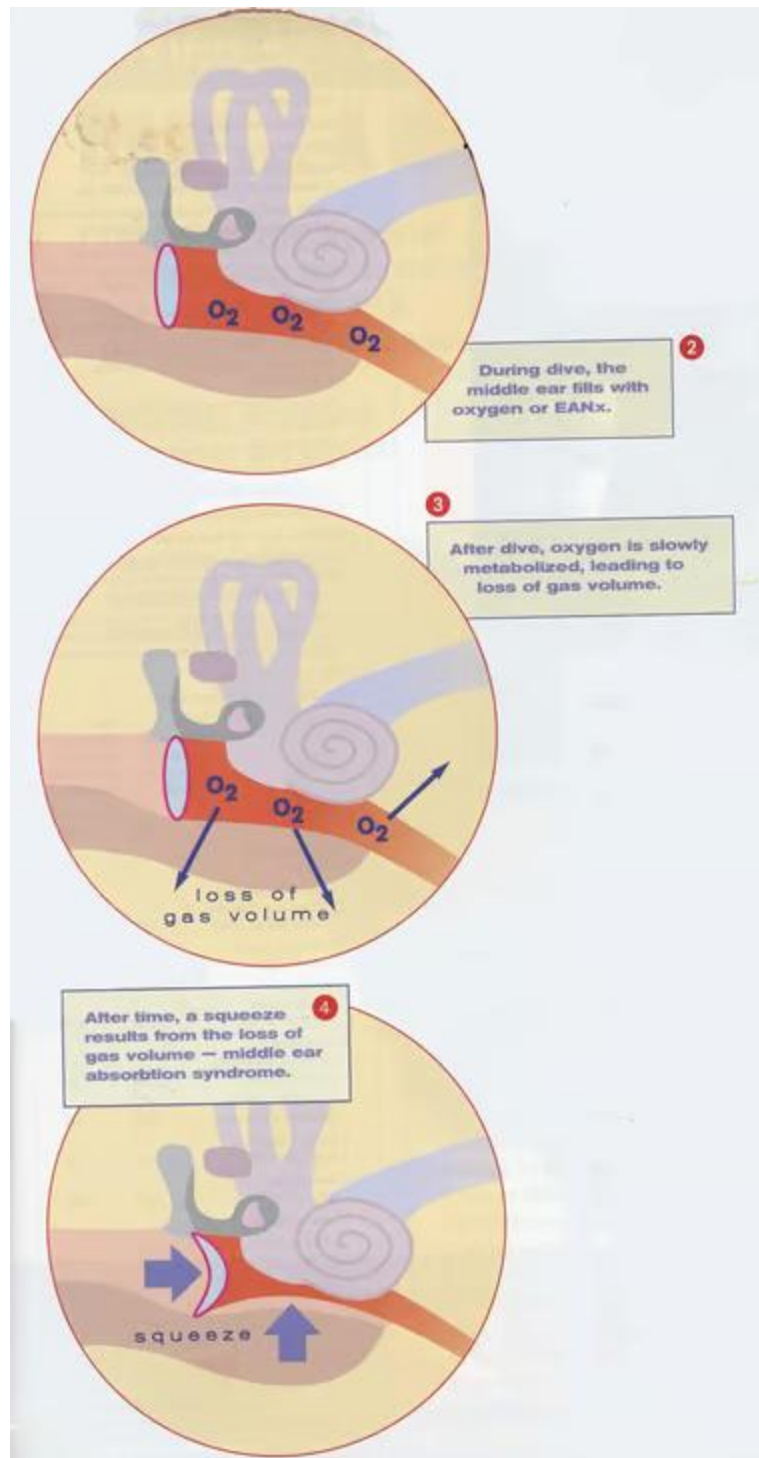 O2 O2 O2
2
During dive, the
middle ear fills with
oxygen or EANx.
3
After dive, oxygen is slowly
metabolized, leading to
loss of gas volume.
O2 O2 O2
loss of
gas volume
4
After time, a squeeze
results from the loss of
gas volume — middle ear
absorbtion syndrome.
squeeze